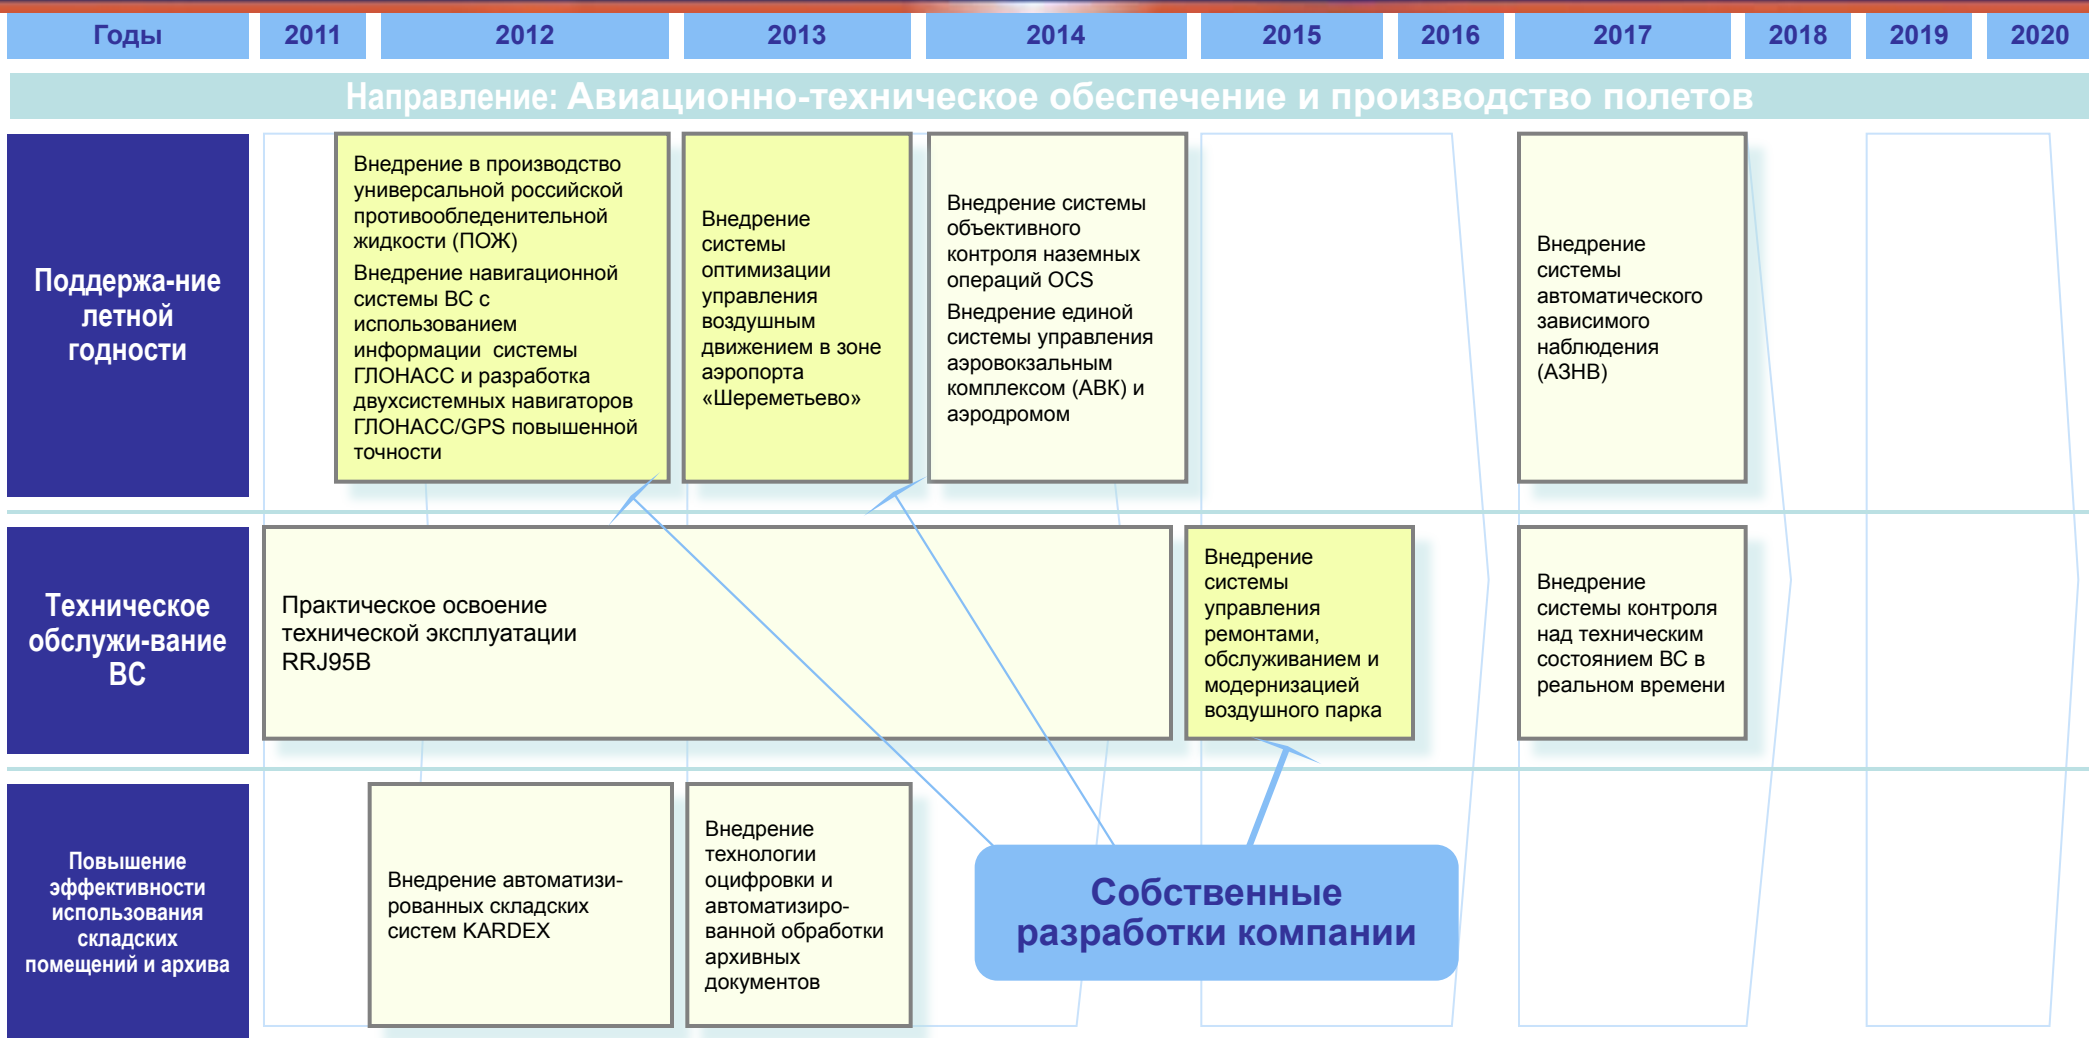 Годы
2011
2012
2013
2014
2015
2016
2017
2018
2019
2020
Направление: Авиационно-техническое обеспечение и производство полетов
Поддержа-ние
летной
годности
Внедрение в производство
универсальной российской
противообледенительной
жидкости (ПОЖ)
Внедрение навигационной
системы ВС с
использованием
информации системы
ГЛОНАСС и разработка
двухсистемных навигаторов
ГЛОНАСС/GPS повышенной
точности
Внедрение
системы
оптимизации
управления
воздушным
движением в зоне
аэропорта
«Шереметьево»
Внедрение системы
объективного
контроля наземных
операций OCS
Внедрение единой
системы управления
аэровокзальным
комплексом (АВК) и
аэродромом
Внедрение
системы
автоматического
зависимого
наблюдения
(АЗНВ)
Техническое
обслужи-вание
ВС
Практическое освоение
технической эксплуатации
RRJ95B
Внедрение
системы
управления
ремонтами,
обслуживанием и
модернизацией
воздушного парка
Внедрение
системы контроля
над техническим
состоянием ВС в
реальном времени
Повышение
эффективности
использования
складских
помещений и архива
Внедрение автоматизи-
рованных складских
систем KARDEX
Внедрение
технологии
оцифровки и
автоматизиро-
ванной обработки
архивных
документов
Собственные
разработки компании